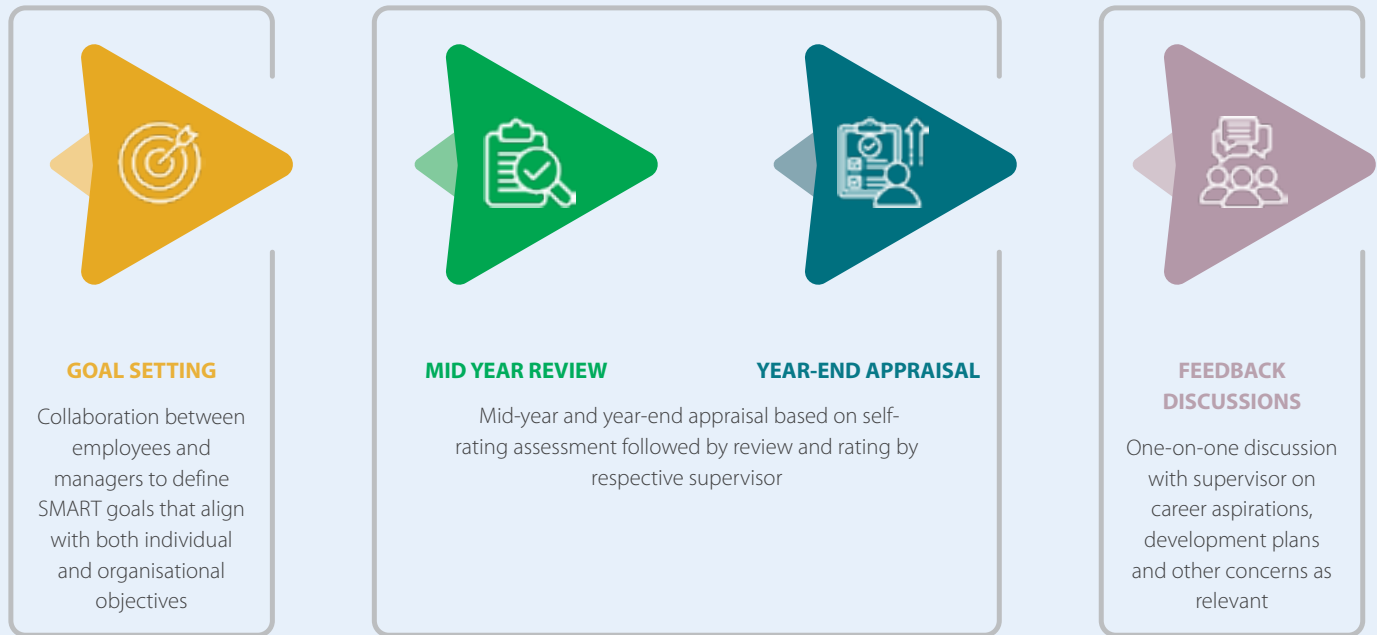 GOAL SETTING
Collaboration between
employees and
managers to define
SMART goals that align
with both individual
and organisational
objectives
MID YEAR REVIEW
YEAR-END APPRAISAL
Mid-year and year-end appraisal based on self-
rating assessment followed by review and rating by
respective supervisor
FEEDBACK
DISCUSSIONS
One-on-one discussion
with supervisor on
career aspirations,
development plans
and other concerns as
relevant